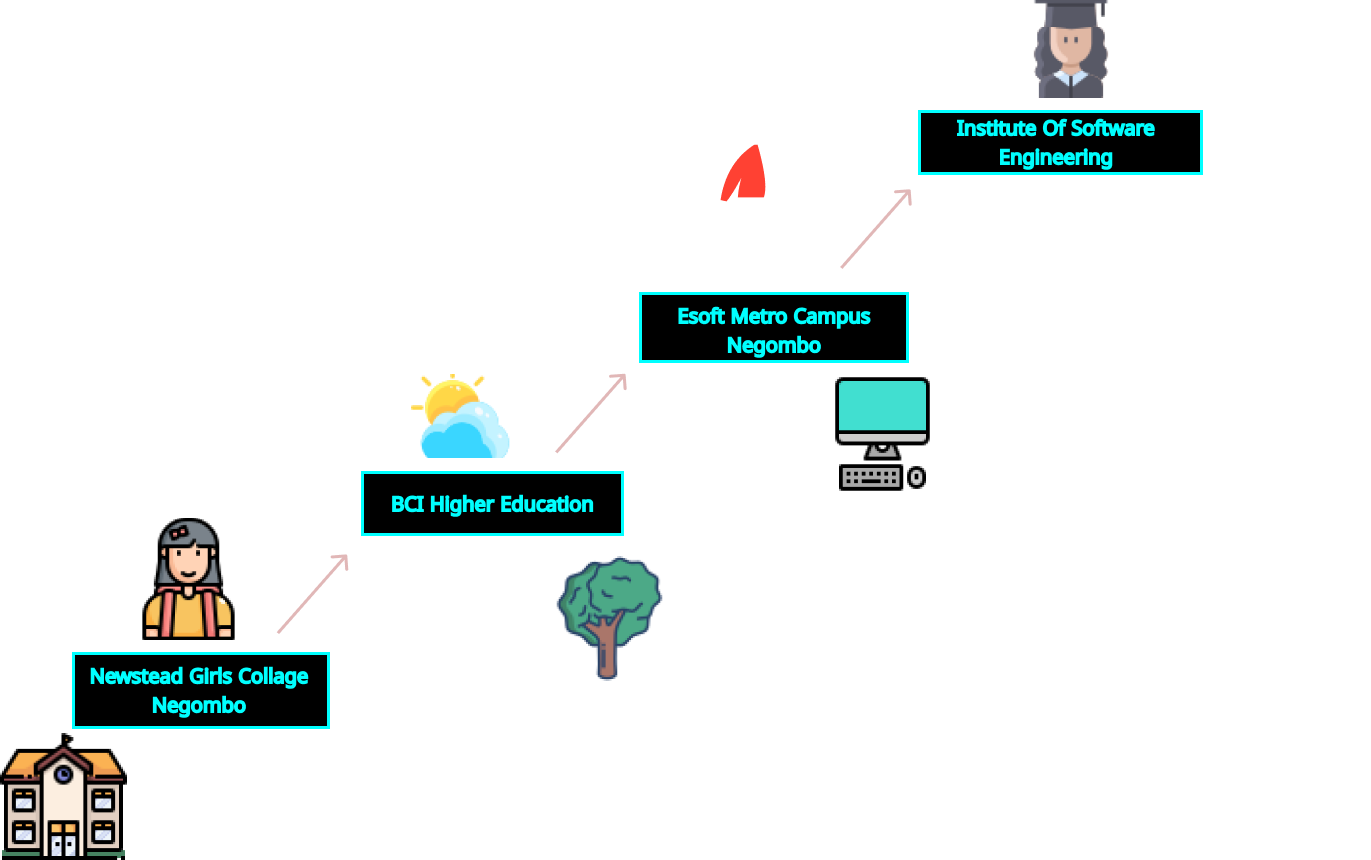 Institute Of Software
Engineering
Esoft Metro Campus
Negombo
BCI Higher Education
Newstead Girls Collage
Negombo